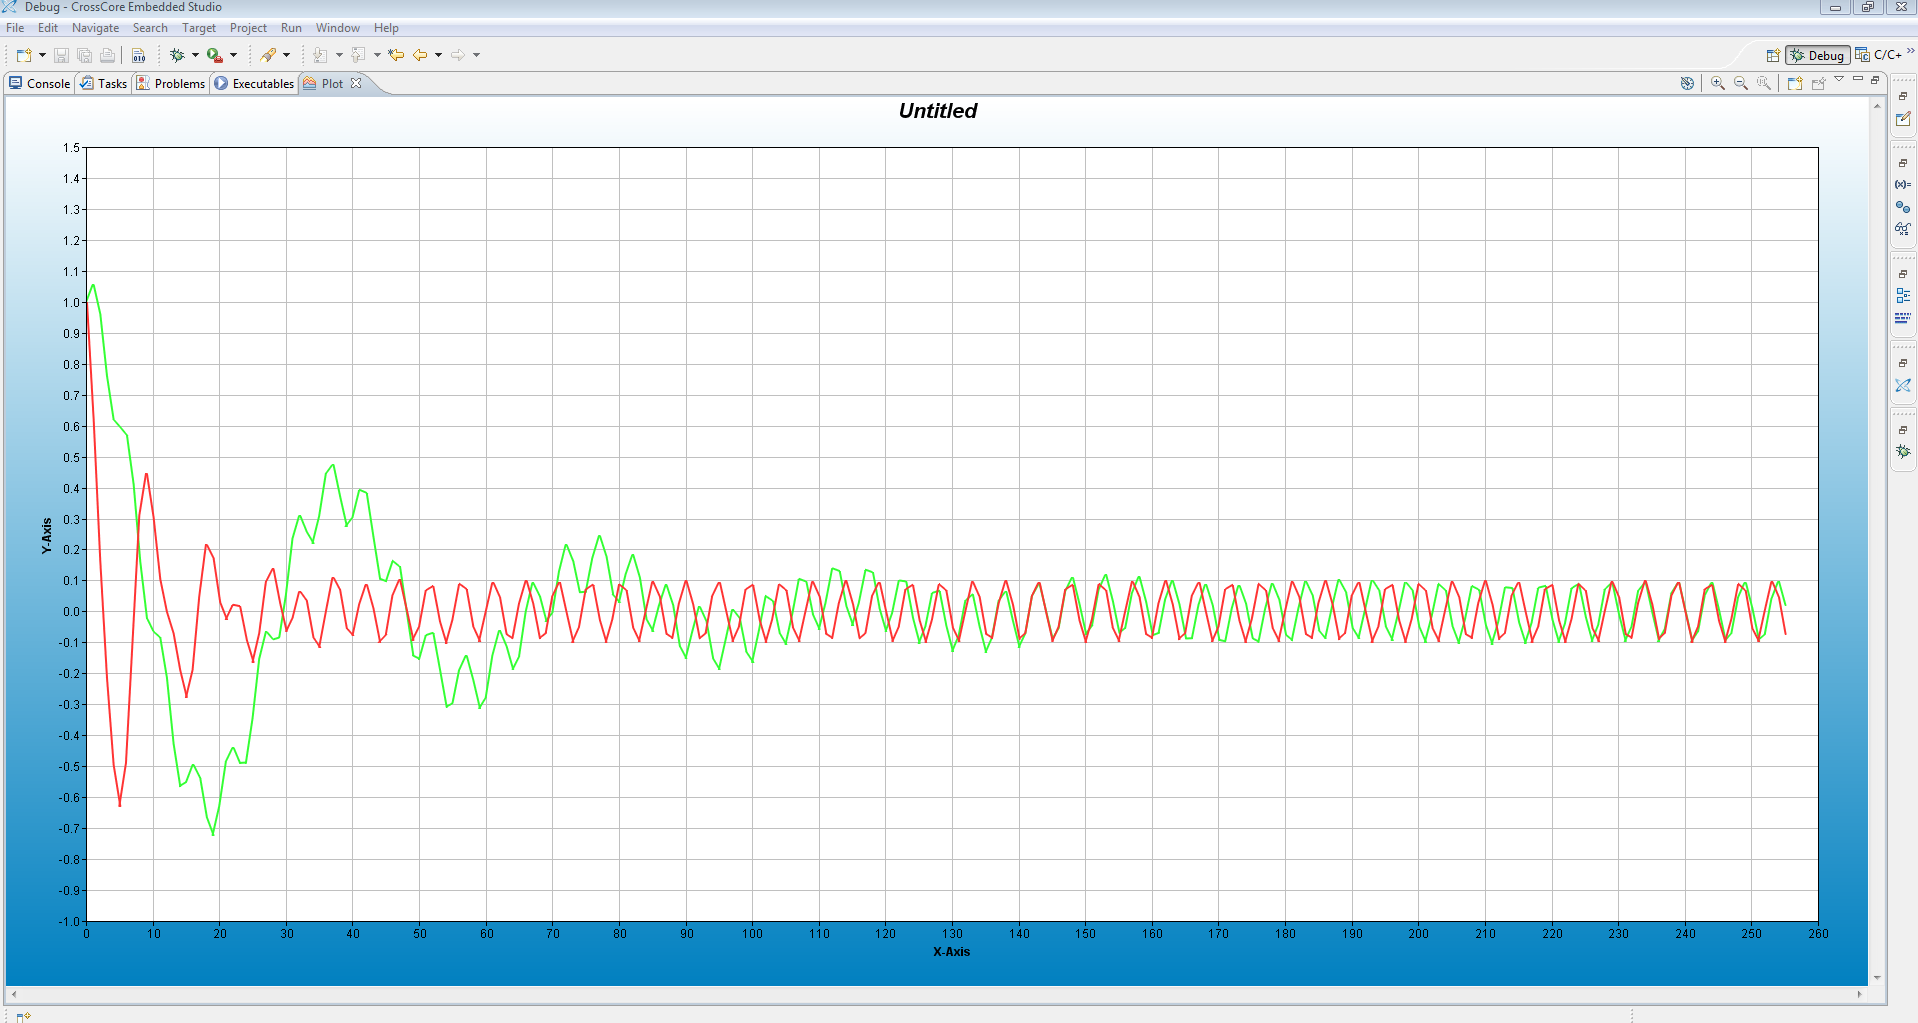 Debug - CrossCore Embedded Studio
File Edit Navigate Search Target Project Run Window Help
010 Debug C/C+ »
Console Tasks Problems Executables Plot
Untitled
(x)=
1.5
1.4
1.3
1.2
1.1
1.0
0.9
0.8
0.7
0.6
0.5
0.4
0.3
0.2
0.1
0.0
-0.1
-0.2
-0.3
-0.4
-0.5
-0.6
-0.7
-0.8
-0.9
-1.0
Y-Axis
0 10 20 30 40 50 60 70 80 90 100 110 120 130 140 150 160 170 180 190 200 210 220 230 240 250 260
X-Axis